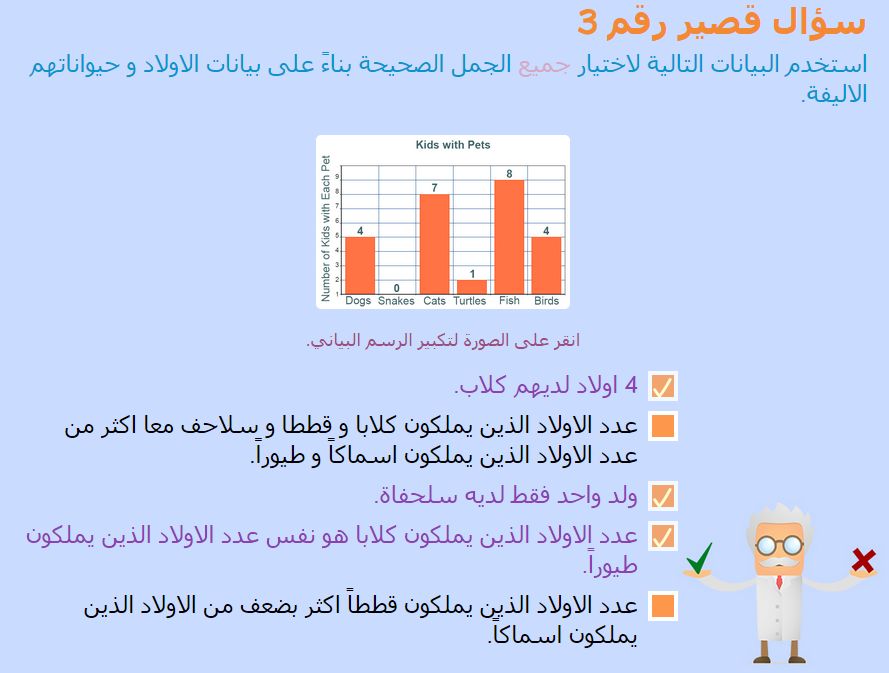 سؤال قصير رقم 3
استخدم البيانات التالية لاختيار جميع الجمل الصحيحة بناءً على بيانات الاولاد و حيواناتهم
الاليفة.
Kids with Pets
Number of Kids with Each Pet
9
8
7
6
5
4
3
2
1
4
0
7
1
8
4
Dogs Snakes Cats Turtles Fish Birds
انقر على الصورة لتكبير الرسم البياني.
4 اولاد لديهم كلاب.
عدد الاولاد الذين يملكون كلابا و قططا و سلاحف معا اكثر من
عدد الاولاد الذين يملكون اسماكاً و طيوراً.
ولد واحد فقط لديه سلحفاة.
عدد الاولاد الذين يملكون كلابا هو نفس عدد الاولاد الذين يملكون
طيوراً.
عدد الاولاد الذين يملكون قططاً اكثر بضعف من الاولاد الذين
يملكون اسماكاً.